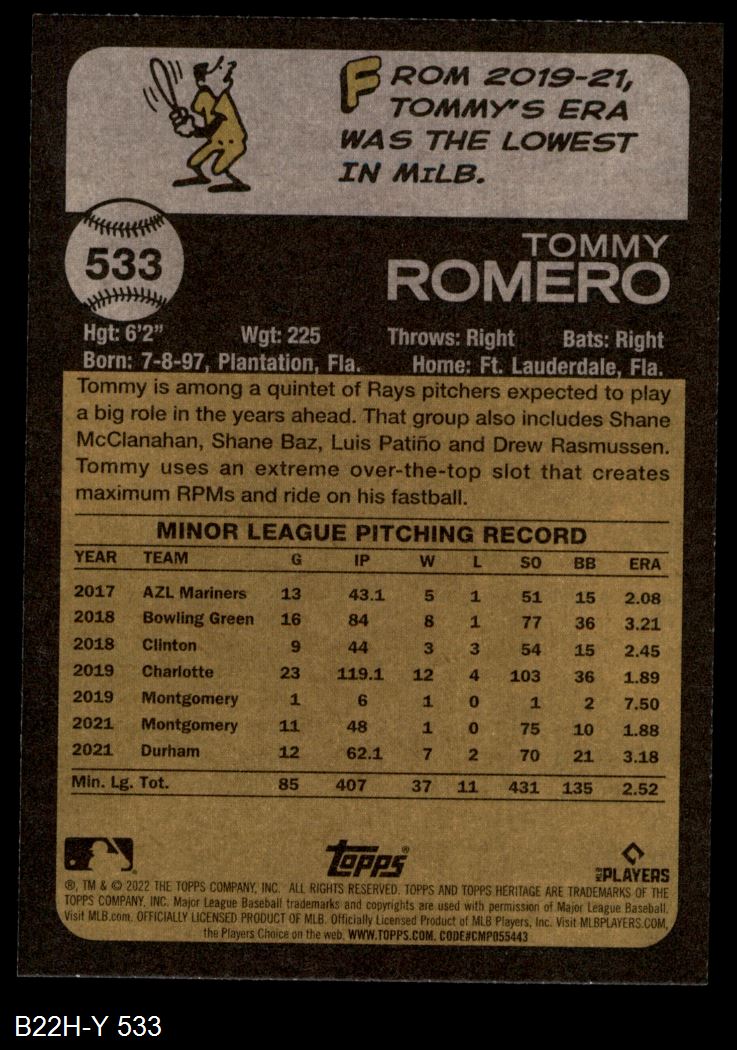 FROM 2019-21,
TOMMY'S ERA
WAS THE LOWEST
IN MiLB.
533
TOMMY
ROMERO
Hgt: 6'2" Wgt: 225 Throws: Right Bats: Right
Born: 7-8-97, Plantation, Fla. Home: Ft. Lauderdale, Fla.
Tommy is among a quintet of Rays pitchers expected to play
a big role in the years ahead. That group also includes Shane
McClanahan, Shane Baz, Luis Patiño and Drew Rasmussen.
Tommy uses an extreme over-the-top slot that creates
maximum RPMs and ride on his fastball.
MINOR LEAGUE PITCHING RECORD
YEAR TEAM G IP W L SO BB ERA
2017 AZL Mariners 13 43.1 5 1 51 15 2.08
2018 Bowling Green 16 84 8 1 77 36 3.21
2018 Clinton 9 44 3 3 54 15 2.45
2019 Charlotte 23 119.1 12 4 103 36 1.89
2019 Montgomery 1 6 1 0 1 2 7.50
2021 Montgomery 11 48 1 0 75 10 1.88
2021 Durham 12 62.1 7 2 70 21 3.18
Min. Lg. Tot. 85 407 37 11 431 135 2.52
Topps®
MLB PLAYERS
®, TM & © 2022 THE TOPPS COMPANY, INC. ALL RIGHTS RESERVED. TOPPS AND TOPPS HERITAGE ARE TRADEMARKS OF THE
TOPPS COMPANY, INC. Major League Baseball trademarks and copyrights are used with permission of Major League Baseball.
Visit MLB.com. OFFICIALLY LICENSED PRODUCT OF MLB. Officially Licensed Product of MLB Players, Inc. Visit MLBPLAYERS.COM,
the Players Choice on the web. WWW.TOPPS.COM. CODE#CMP055443
B22H-Y 533